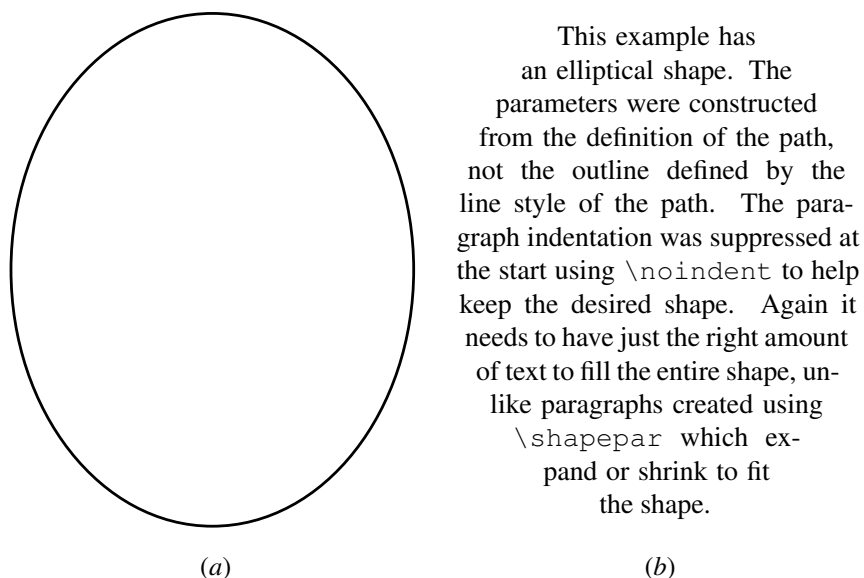 This example has
an elliptical shape. The
parameters were constructed
from the definition of the path,
not the outline defined by the
line style of the path. The para-
graph indentation was suppressed at
the start using \noindent to help
keep the desired shape. Again it
needs to have just the right amount
of text to fill the entire shape, un-
like paragraphs created using
\shapepar which ex-
pand or shrink to fit
the shape.
(a)
(b)